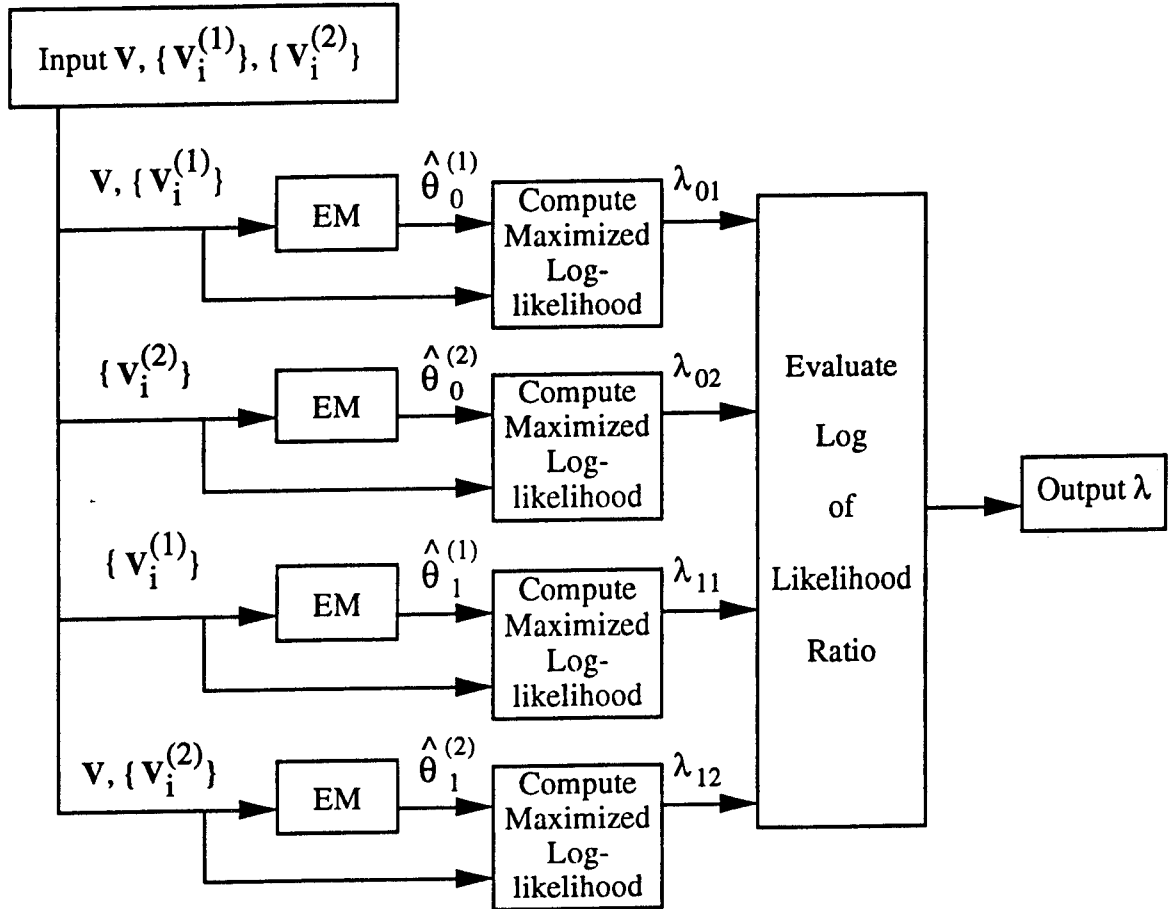 Input V, {V_i^(1)}, {V_i^(2)}
V, {V_i^(1)}
EM
θ̂_0^(1)
Compute
Maximized
Log-
likelihood
λ_01
{V_i^(2)}
EM
θ̂_0^(2)
Compute
Maximized
Log-
likelihood
λ_02
{V_i^(1)}
EM
θ̂_1^(1)
Compute
Maximized
Log-
likelihood
λ_11
V, {V_i^(2)}
EM
θ̂_1^(2)
Compute
Maximized
Log-
likelihood
λ_12
Evaluate
Log
of
Likelihood
Ratio
Output λ